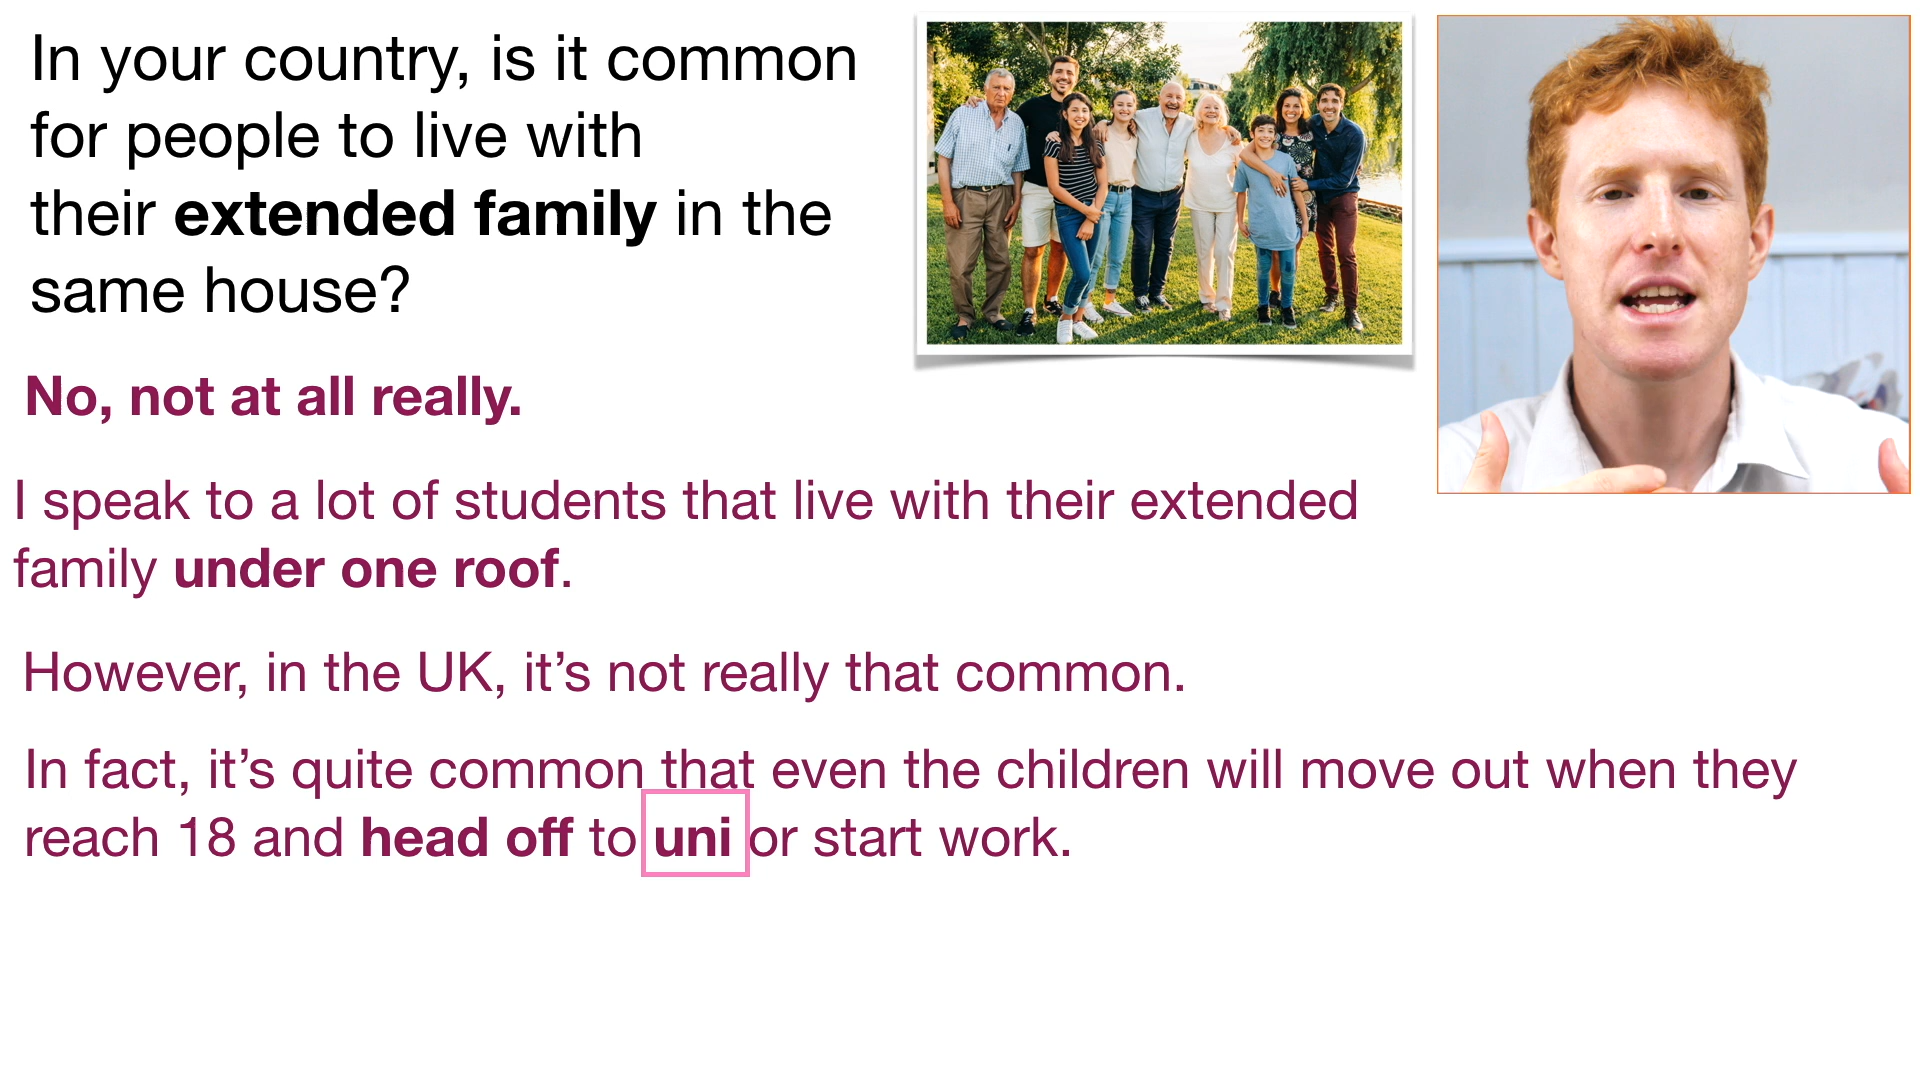 In your country, is it common
for people to live with
their extended family in the
same house?
No, not at all really.
I speak to a lot of students that live with their extended
family under one roof.
However, in the UK, it’s not really that common.
In fact, it’s quite common that even the children will move out when they
reach 18 and head off to uni or start work.